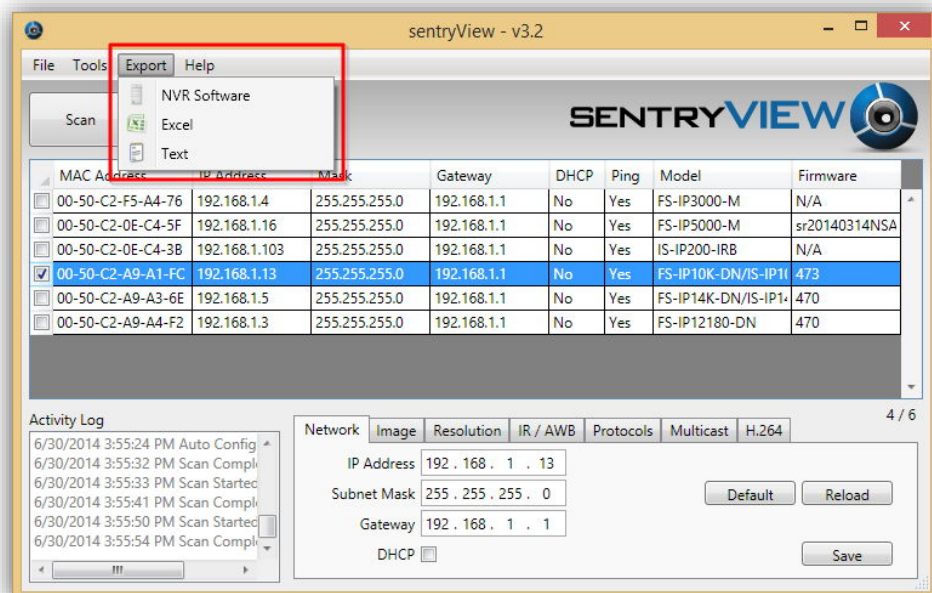 sentryView - v3.2
File Tools Export Help
NVR Software
Excel
Text
Scan
SENTRYVIEW
MAC Address IP Address Mask Gateway DHCP Ping Model Firmware
00-50-C2-F5-A4-76 192.168.1.4 255.255.255.0 192.168.1.1 No Yes FS-IP3000-M N/A
00-50-C2-0E-C4-5F 192.168.1.16 255.255.255.0 192.168.1.1 No Yes FS-IP5000-M sr20140314NSA
00-50-C2-0E-C4-3B 192.168.1.103 255.255.255.0 192.168.1.1 No Yes IS-IP200-IRB N/A
00-50-C2-A9-A1-FC 192.168.1.13 255.255.255.0 192.168.1.1 No Yes FS-IP10K-DN/IS-IP10 473
00-50-C2-A9-A3-6E 192.168.1.5 255.255.255.0 192.168.1.1 No Yes FS-IP14K-DN/IS-IP14 470
00-50-C2-A9-A4-F2 192.168.1.3 255.255.255.0 192.168.1.1 No Yes FS-IP12180-DN 470
4 / 6
Activity Log
6/30/2014 3:55:24 PM Auto Config
6/30/2014 3:55:32 PM Scan Compl
6/30/2014 3:55:33 PM Scan Started
6/30/2014 3:55:41 PM Scan Compl
6/30/2014 3:55:50 PM Scan Started
6/30/2014 3:55:54 PM Scan Compl
Network Image Resolution IR / AWB Protocols Multicast H.264
IP Address 192 . 168 . 1 . 13
Subnet Mask 255 . 255 . 255 . 0
Default Reload
Gateway 192 . 168 . 1 . 1
DHCP
Save